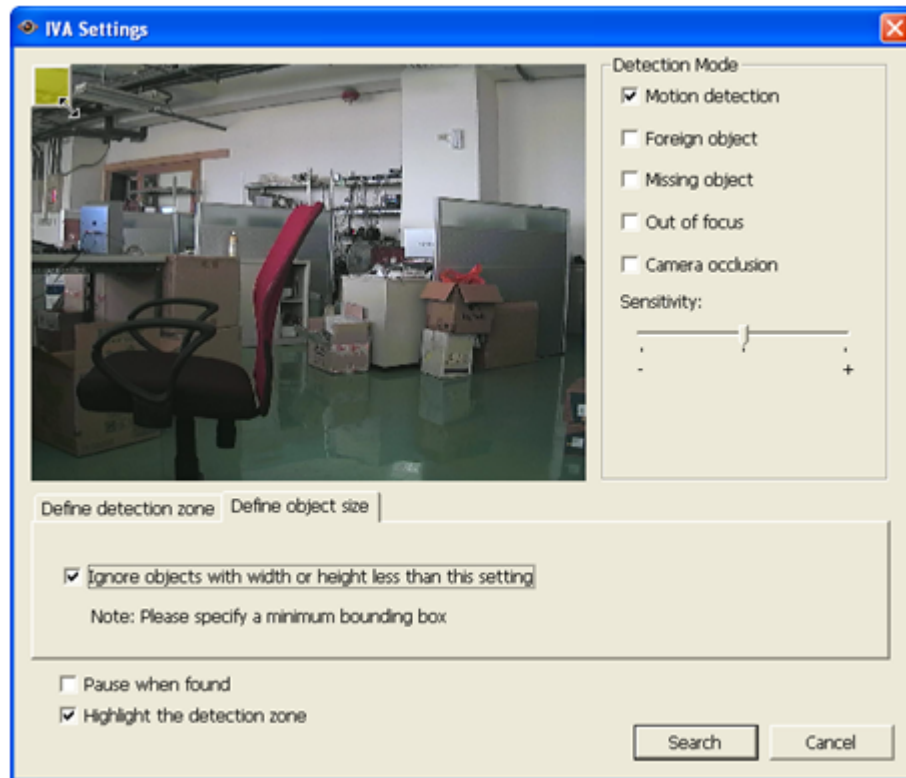 IVA Settings
Detection Mode
Motion detection
Foreign object
Missing object
Out of focus
Camera occlusion
Sensitivity:
- +
Define detection zone
Define object size
Ignore objects with width or height less than this setting
Note: Please specify a minimum bounding box
Pause when found
Highlight the detection zone
Search
Cancel